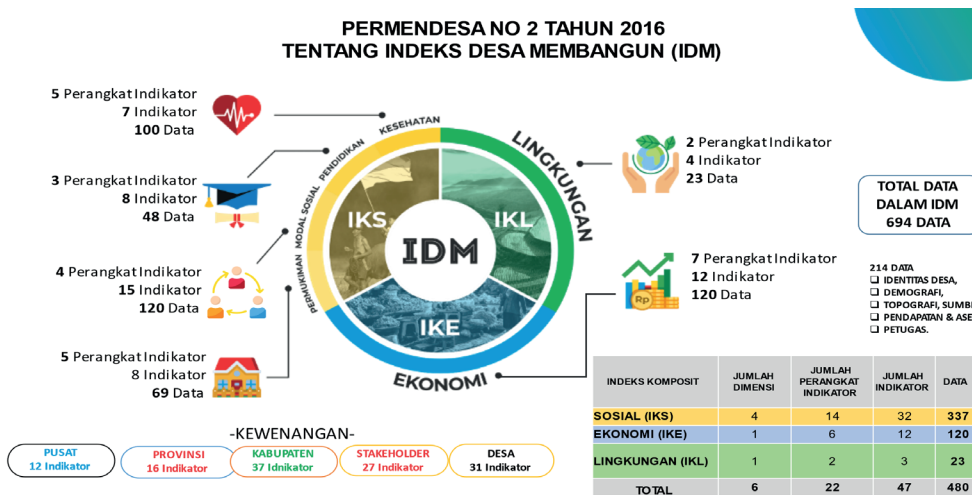 PERMENDESA NO 2 TAHUN 2016
TENTANG INDEKS DESA MEMBANGUN (IDM)
5 Perangkat Indikator
7 Indikator
100 Data
3 Perangkat Indikator
8 Indikator
48 Data
4 Perangkat Indikator
15 Indikator
120 Data
5 Perangkat Indikator
8 Indikator
69 Data
KESEHATAN
PENDIDIKAN
MODAL SOSIAL
PERMUKIMAN
LINGKUNGAN
EKONOMI
IKS
IKL
IDM
IKE
2 Perangkat Indikator
4 Indikator
23 Data
7 Perangkat Indikator
12 Indikator
120 Data
Rp
TOTAL DATA
DALAM IDM
694 DATA
214 DATA
IDENTITAS DESA,
DEMOGRAFI,
TOPOGRAFI, SUMB
PENDAPATAN & ASE
PETUGAS.
INDEKS KOMPOSIT JUMLAH DIMENSI JUMLAH PERANGKAT INDIKATOR JUMLAH INDIKATOR DATA
SOSIAL (IKS) 4 14 32 337
EKONOMI (IKE) 1 6 12 120
LINGKUNGAN (IKL) 1 2 3 23
TOTAL 6 22 47 480
-KEWENANGAN-
PUSAT
12 Indikator
PROVINSI
16 Indikator
KABUPATEN
37 Idnikator
STAKEHOLDER
27 Indikator
DESA
31 Indikator